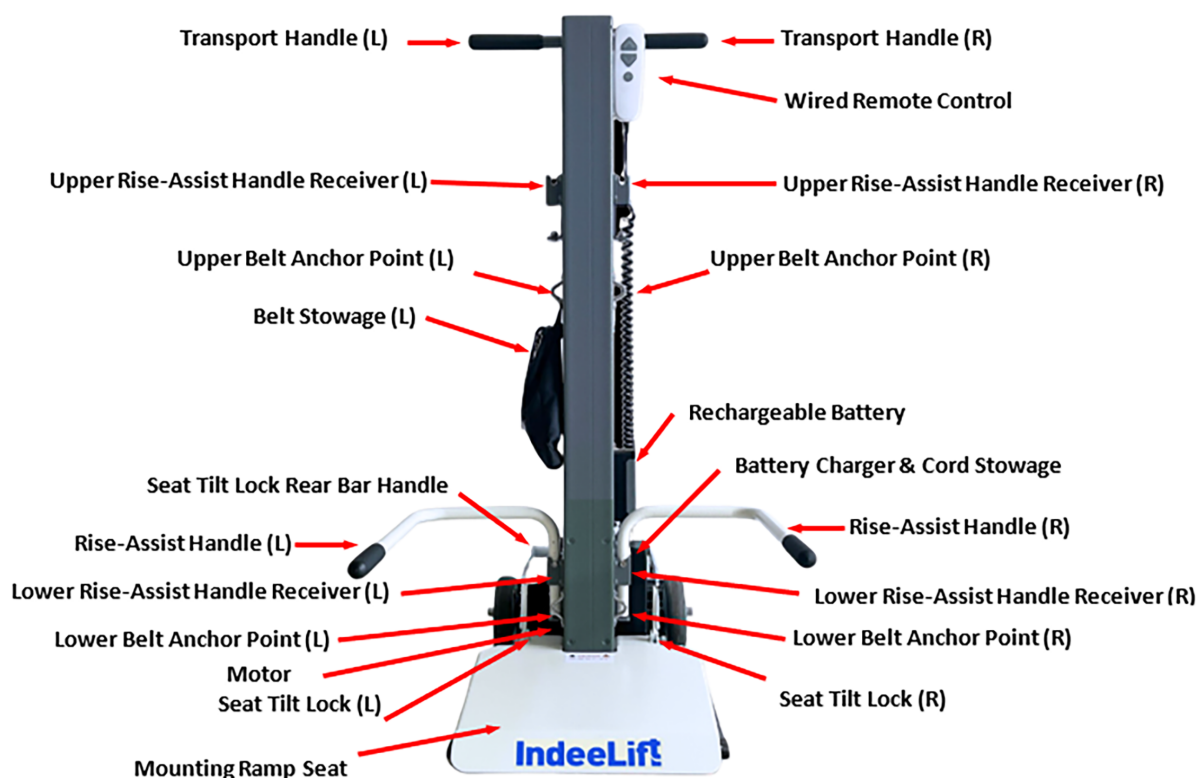 Transport Handle (L)
Transport Handle (R)
Wired Remote Control
Upper Rise-Assist Handle Receiver (L)
Upper Rise-Assist Handle Receiver (R)
Upper Belt Anchor Point (L)
Upper Belt Anchor Point (R)
Belt Stowage (L)
Rechargeable Battery
Battery Charger & Cord Stowage
Seat Tilt Lock Rear Bar Handle
Rise-Assist Handle (R)
Rise-Assist Handle (L)
Lower Rise-Assist Handle Receiver (L)
Lower Rise-Assist Handle Receiver (R)
Lower Belt Anchor Point (L)
Lower Belt Anchor Point (R)
Motor
Seat Tilt Lock (L)
Seat Tilt Lock (R)
IndeeLift
Mounting Ramp Seat